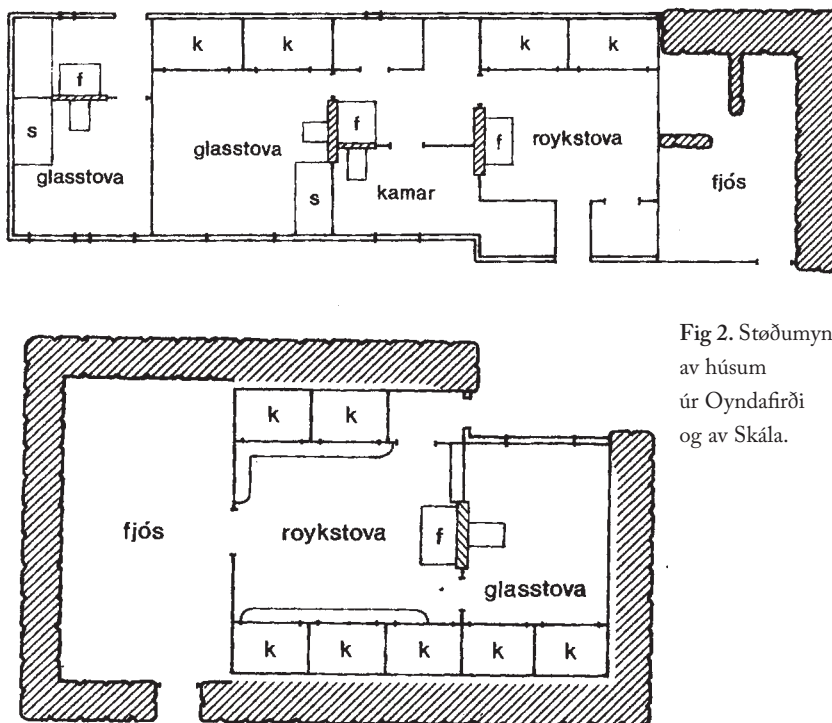 k k k k
f
f
f
s
glasstova
glasstova
roykstova
s
kamar
fjós
Fig 2. Støðumyn
av húsum
úr Oyndafirði
og av Skála.
k k
fjós
roykstova
f
glasstova
k k k k k